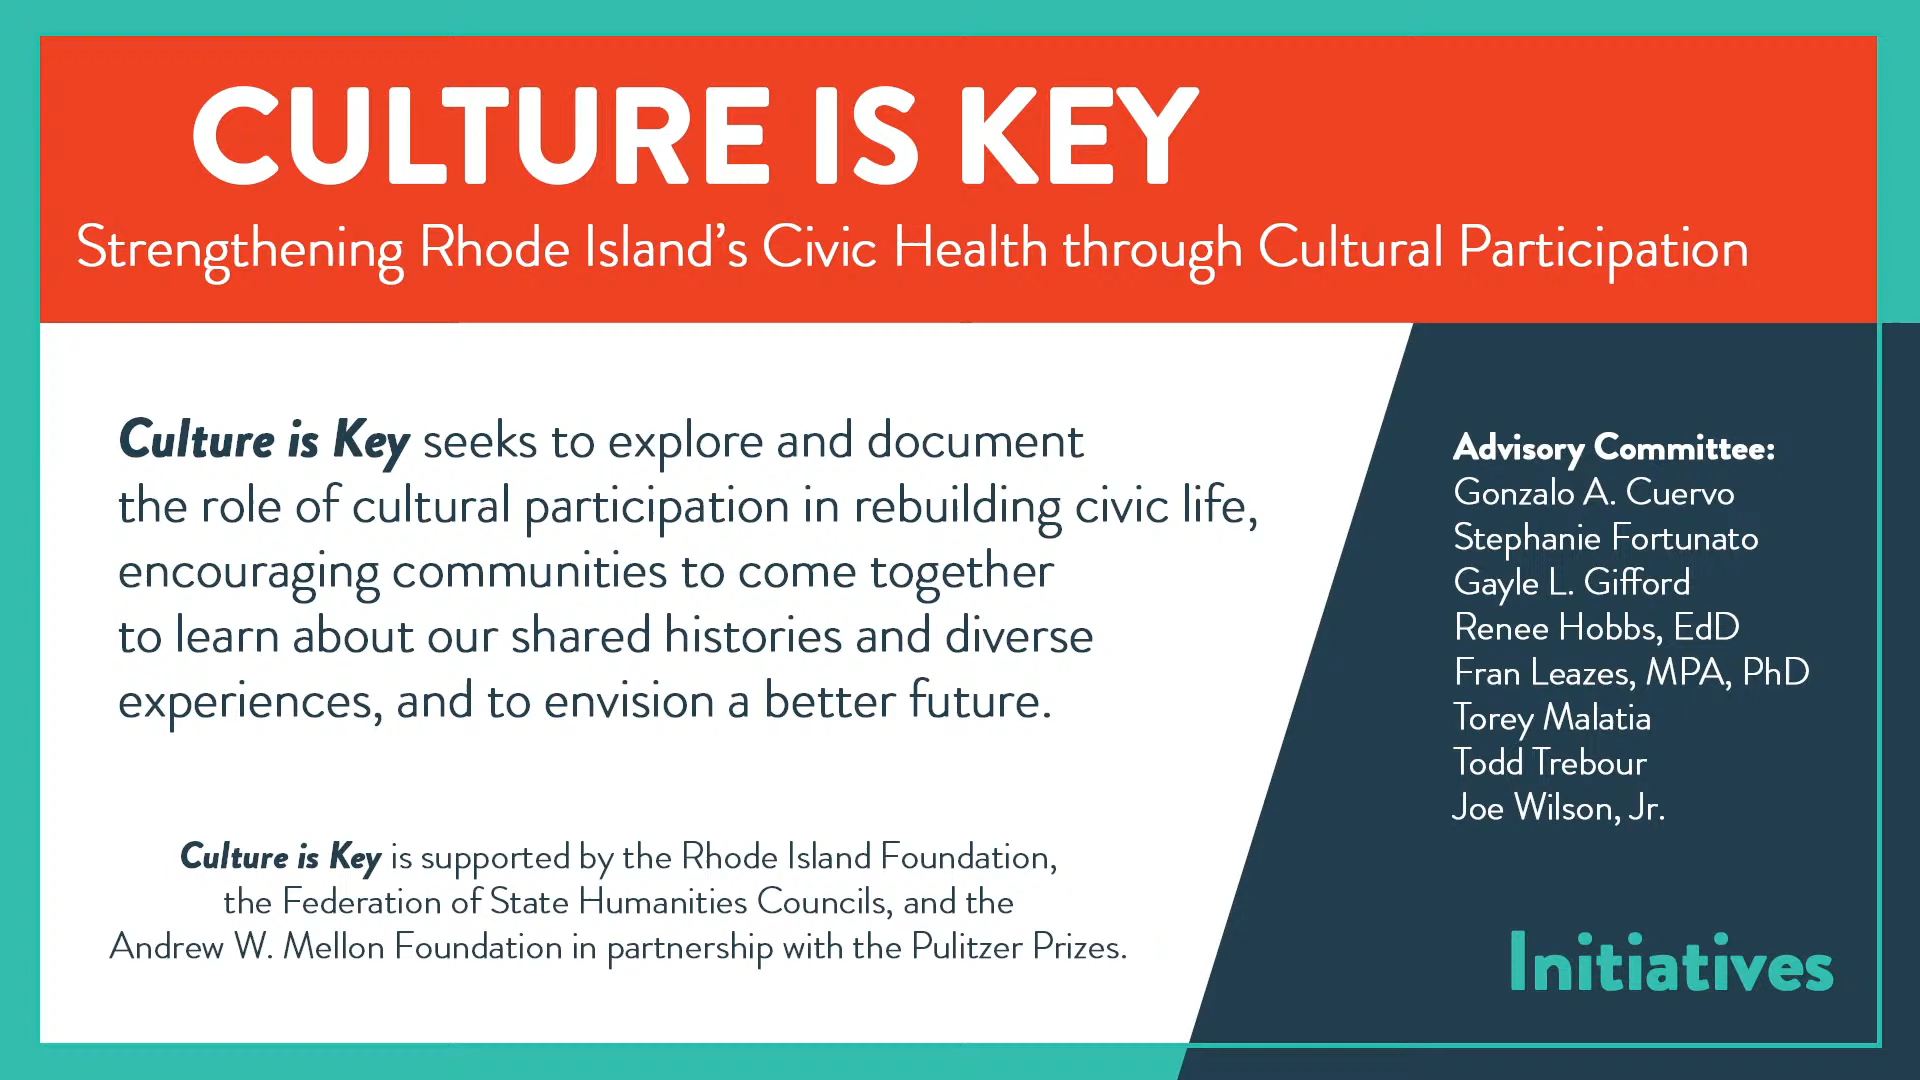 CULTURE IS KEY
Strengthening Rhode Island’s Civic Health through Cultural Participation
Culture is Key seeks to explore and document
the role of cultural participation in rebuilding civic life,
encouraging communities to come together
to learn about our shared histories and diverse
experiences, and to envision a better future.
Culture is Key is supported by the Rhode Island Foundation,
the Federation of State Humanities Councils, and the
Andrew W. Mellon Foundation in partnership with the Pulitzer Prizes.
Advisory Committee:
Gonzalo A. Cuervo
Stephanie Fortunato
Gayle L. Gifford
Renee Hobbs, EdD
Fran Leazes, MPA, PhD
Torey Malatia
Todd Trebour
Joe Wilson, Jr.
Initiatives